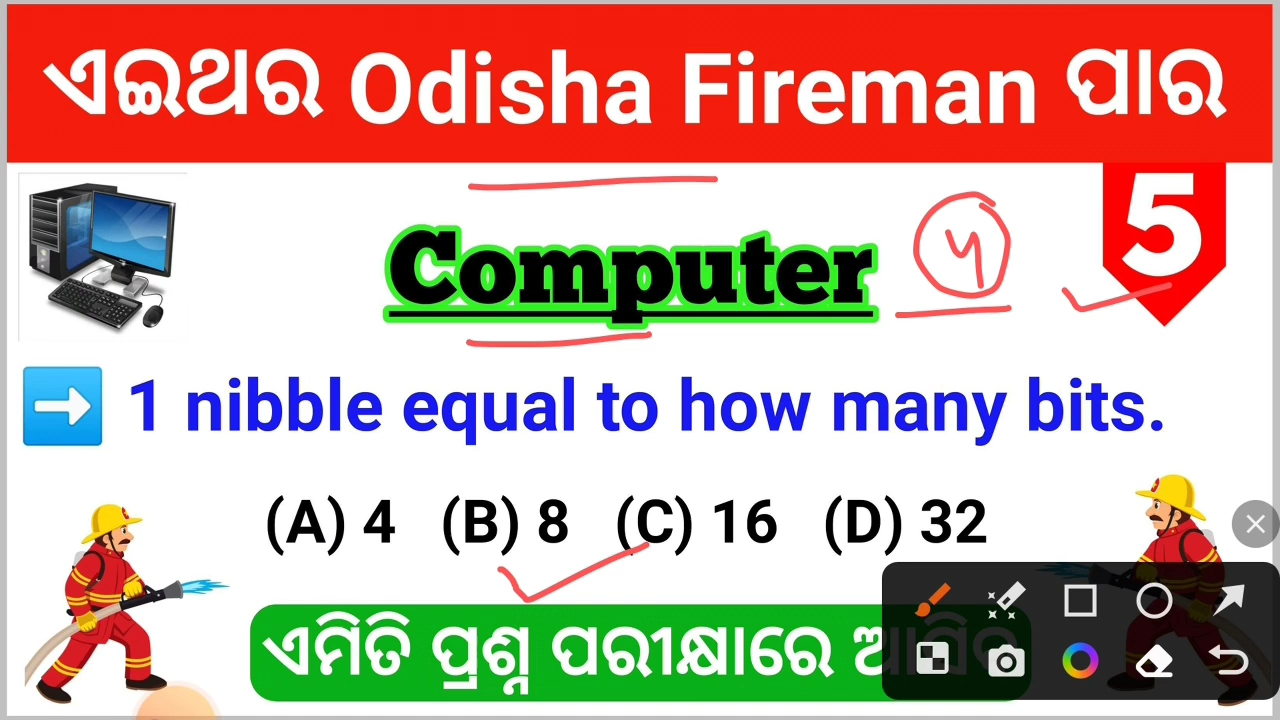 ଏଇଥର Odisha Fireman ପାର
5
Computer
୳
1 nibble equal to how many bits.
(A) 4 (B) 8 (C) 16 (D) 32
ଏମିତି ପ୍ରଶ୍ନ ପରୀକ୍ଷାରେ